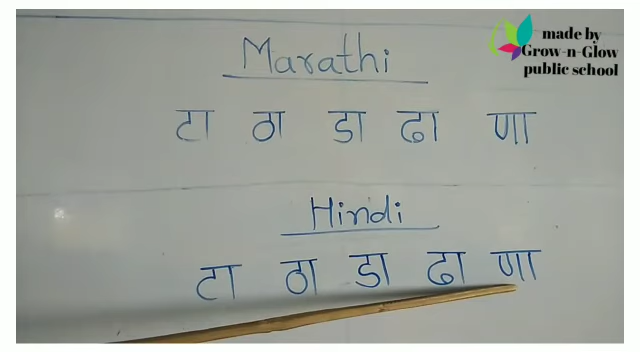 made by
Grow-n-Glow
public school
Marathi
टा ठा डा ढा णा
Hindi
टा ठा डा ढा णा